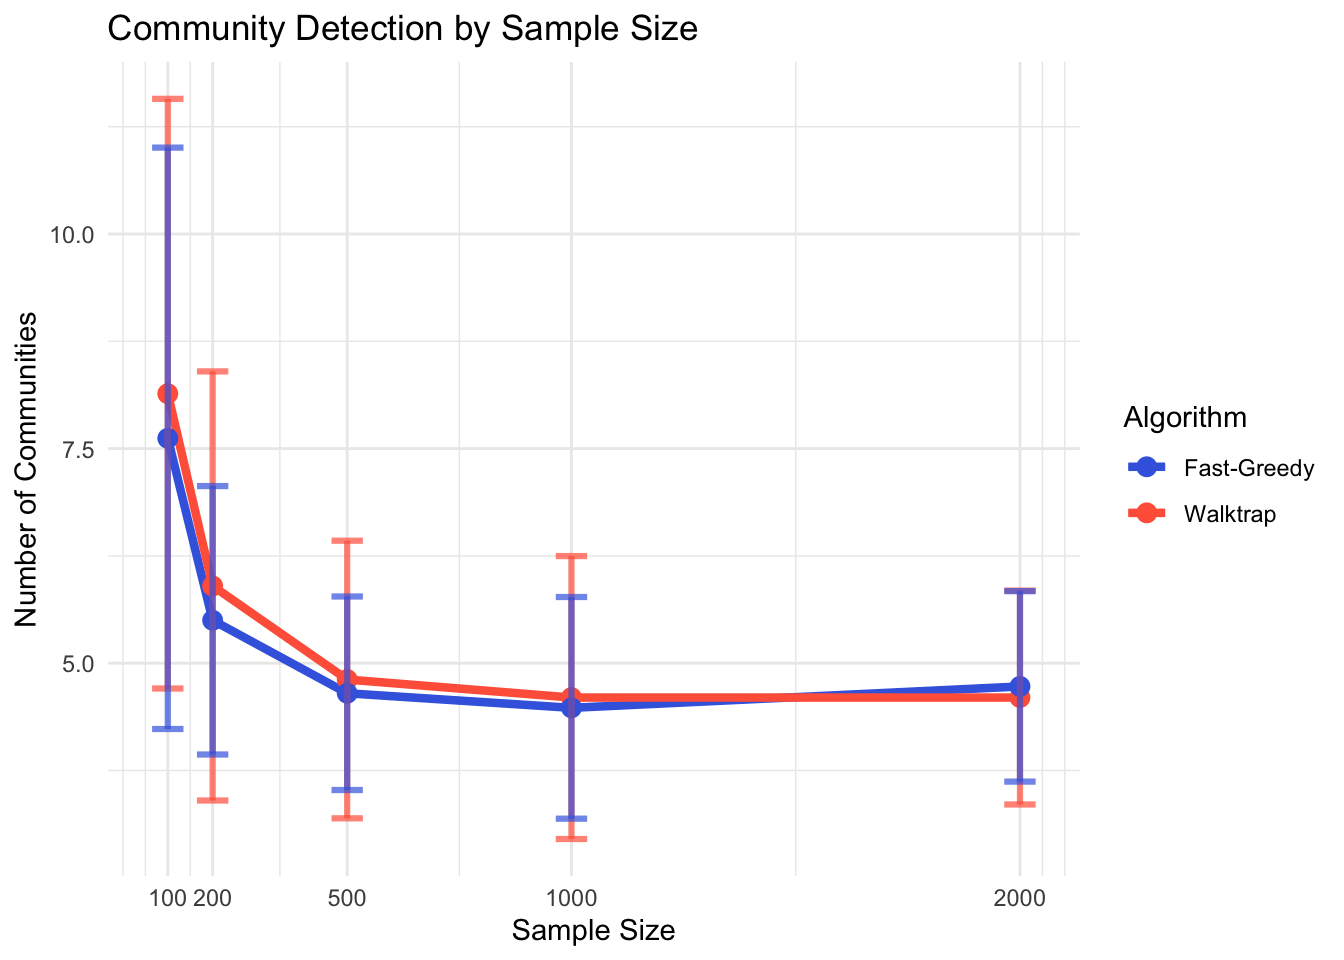 Community Detection by Sample Size
Number of Communities
10.0
7.5
5.0
100 200 500 1000 2000
Sample Size
Algorithm
Fast-Greedy
Walktrap